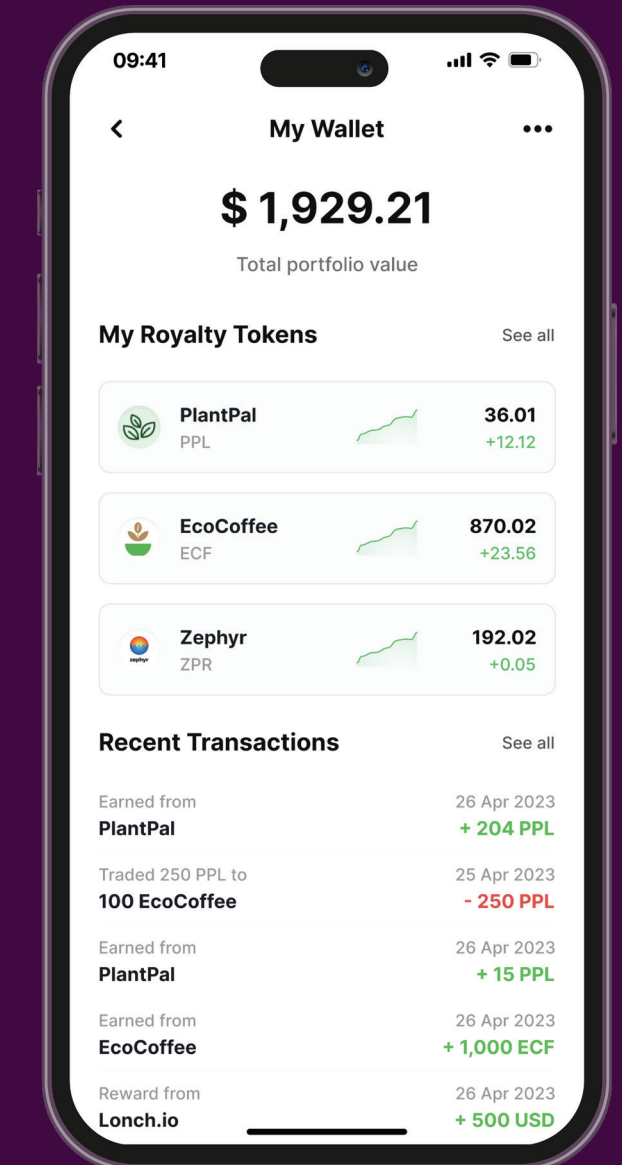 09:41
My Wallet
$ 1,929.21
Total portfolio value
My Royalty Tokens
See all
PlantPal
36.01
PPL
+12.12
EcoCoffee
870.02
ECF
+23.56
zephyr
Zephyr
192.02
ZPR
+0.05
Recent Transactions
See all
Earned from
26 Apr 2023
PlantPal
+ 204 PPL
Traded 250 PPL to
25 Apr 2023
100 EcoCoffee
- 250 PPL
Earned from
26 Apr 2023
PlantPal
+ 15 PPL
Earned from
26 Apr 2023
EcoCoffee
+ 1,000 ECF
Reward from
26 Apr 2023
Lonch.io
+ 500 USD